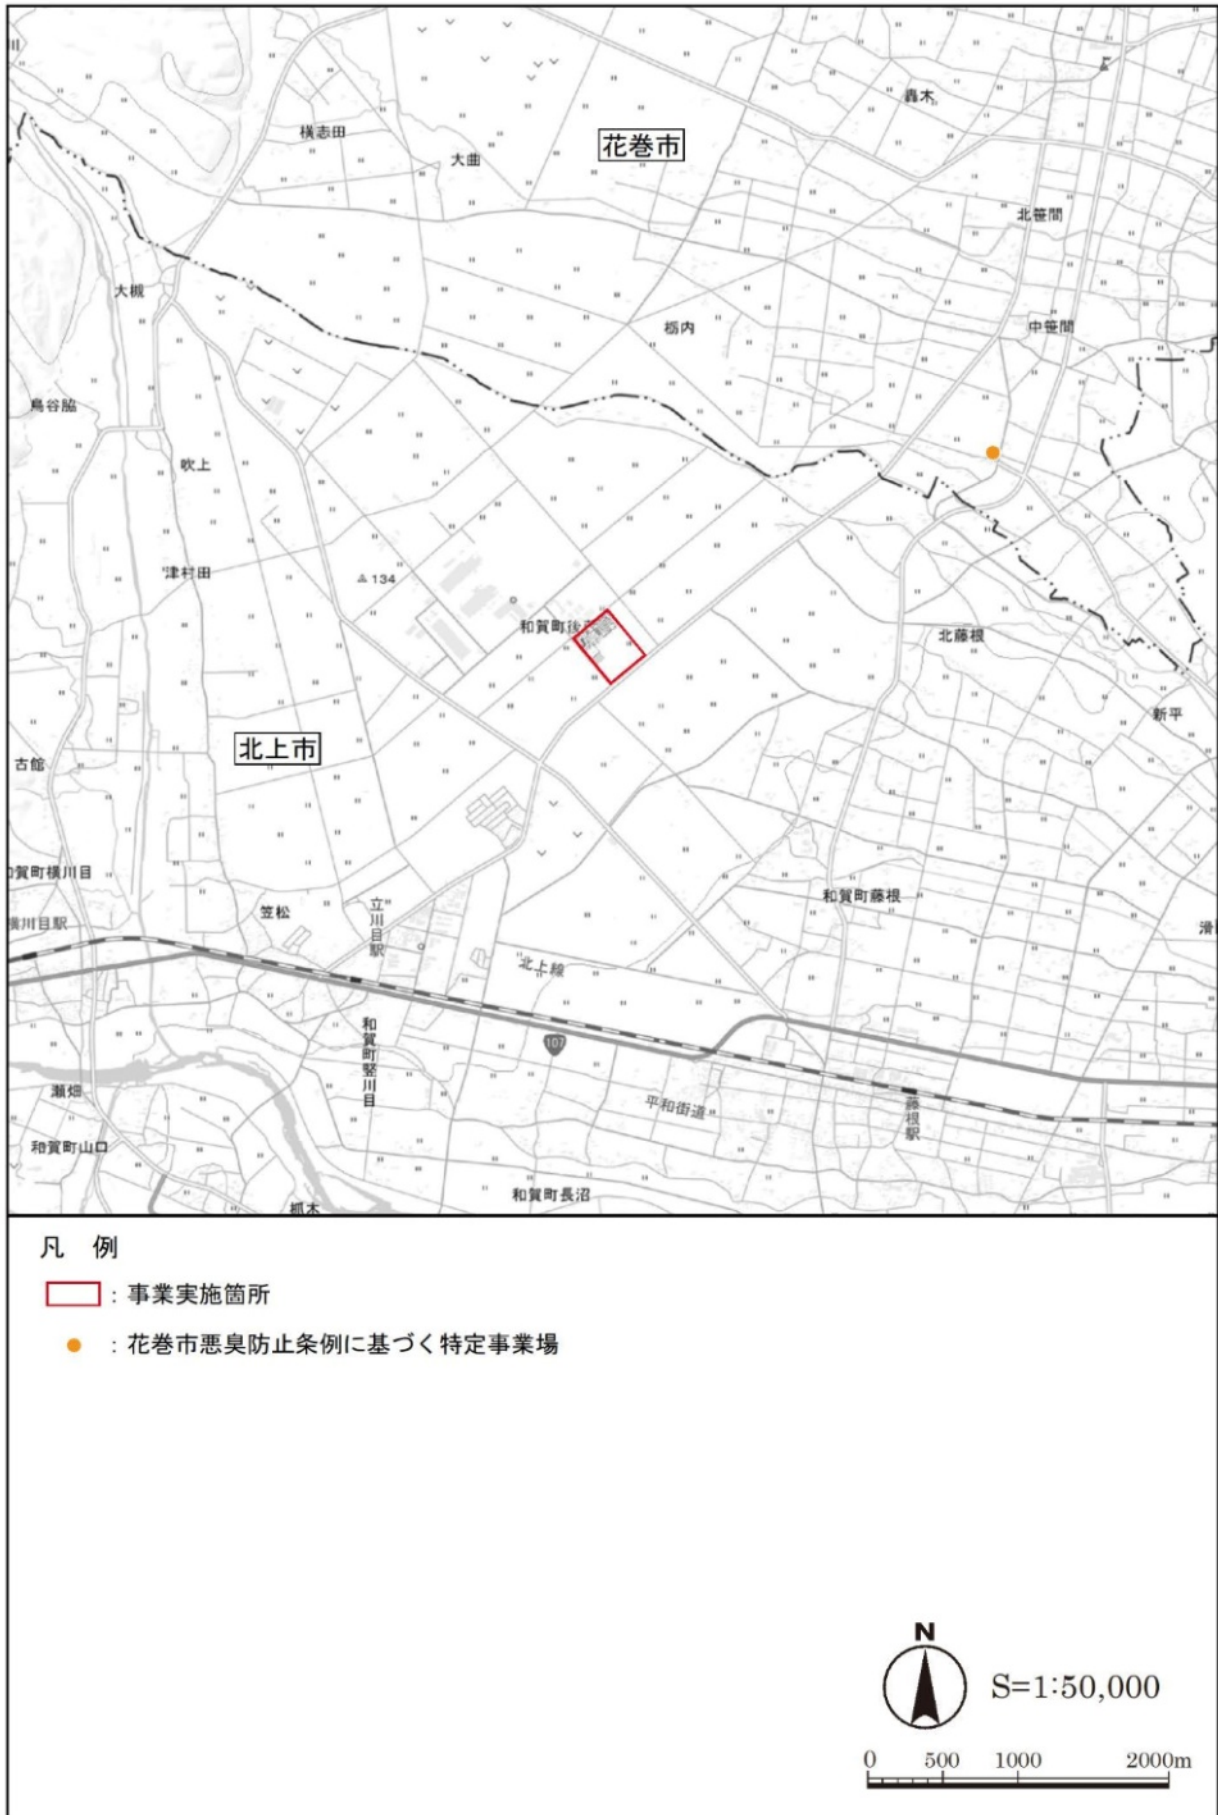 轟木
横志田
花巻市
大曲
北笹間
大槻
栃内
中笹間
鳥谷脇
吹上
津村田
134
和賀町後
北藤根
新平
北上市
古館
賀町横川目
和賀町藤根
笠松
立川目駅
横川目駅
北上線
和賀町竪川目
107
瀬畑
平和街道
藤根駅
和賀町山口
和賀町長沼
凡 例
：事業実施箇所
：花巻市悪臭防止条例に基づく特定事業場
N
S=1:50,000
0 500 1000 2000m